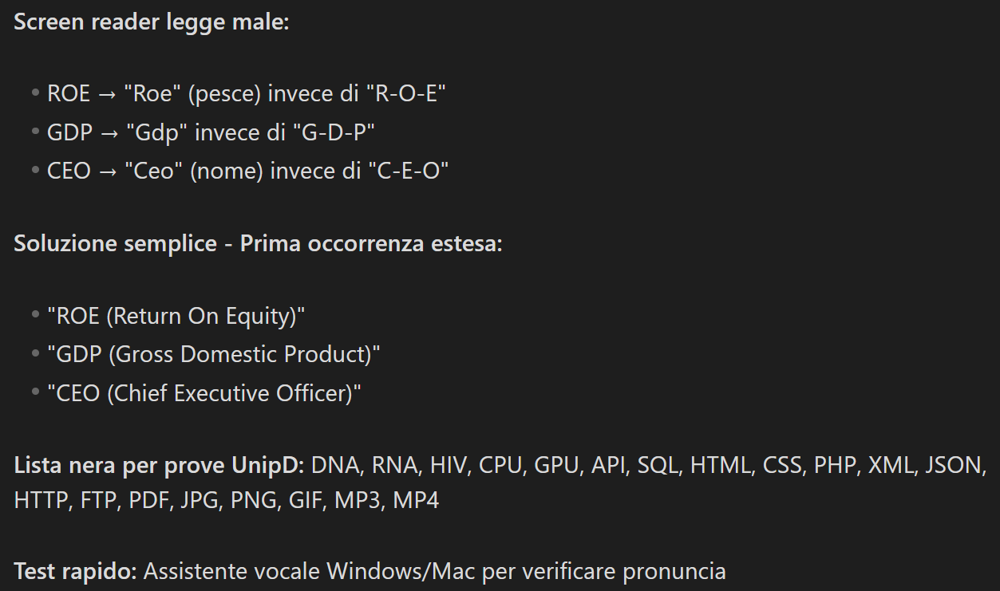 Screen reader legge male:
• ROE → "Roe" (pesce) invece di "R-O-E"
• GDP → "Gdp" invece di "G-D-P"
• CEO → "Ceo" (nome) invece di "C-E-O"
Soluzione semplice - Prima occorrenza estesa:
• "ROE (Return On Equity)"
• "GDP (Gross Domestic Product)"
• "CEO (Chief Executive Officer)"
Lista nera per prove UnipD: DNA, RNA, HIV, CPU, GPU, API, SQL, HTML, CSS, PHP, XML, JSON,
HTTP, FTP, PDF, JPG, PNG, GIF, MP3, MP4
Test rapido: Assistente vocale Windows/Mac per verificare pronuncia